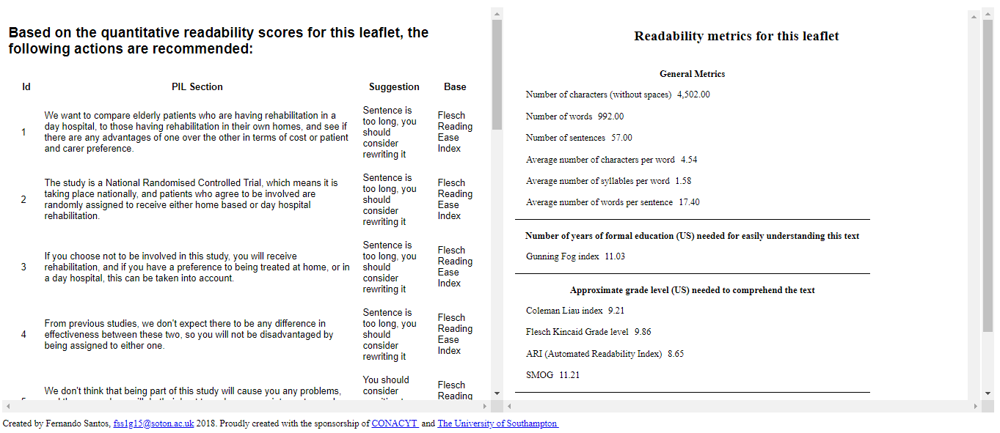 Based on the quantitative readability scores for this leaflet, the
following actions are recommended:
Id PIL Section Suggestion Base
1
We want to compare elderly patients who are having rehabilitation in a
day hospital, to those having rehabilitation in their own homes, and see if
there are any advantages of one over the other in terms of cost or patient
and carer preference.
Sentence is
too long, you
should
consider
rewriting it
Flesch
Reading
Ease
Index
2
The study is a National Randomised Controlled Trial, which means it is
taking place nationally, and patients who agree to be involved are
randomly assigned to receive either home based or day hospital
rehabilitation.
Sentence is
too long, you
should
consider
rewriting it
Flesch
Reading
Ease
Index
3
If you choose not to be involved in this study, you will receive
rehabilitation, and if you have a preference to being treated at home, or in
a day hospital, this can be taken into account.
Sentence is
too long, you
should
consider
rewriting it
Flesch
Reading
Ease
Index
4
From previous studies, we don't expect there to be any difference in
effectiveness between these two, so you will not be disadvantaged by
being assigned to either one.
Sentence is
too long, you
should
consider
rewriting it
Flesch
Reading
Ease
Index
We don't think that being part of this study will cause you any problems,
You should
consider
Flesch
Reading
Readability metrics for this leaflet
General Metrics
Number of characters (without spaces) 4,502.00
Number of words 992.00
Number of sentences 57.00
Average number of characters per word 4.54
Average number of syllables per word 1.58
Average number of words per sentence 17.40
Number of years of formal education (US) needed for easily understanding this text
Gunning Fog index 11.03
Approximate grade level (US) needed to comprehend the text
Coleman Liau index 9.21
Flesch Kincaid Grade level 9.86
ARI (Automated Readability Index) 8.65
SMOG 11.21
Created by Fernando Santos, fss1g15@soton.ac.uk 2018. Proudly created with the sponsorship of CONACYT and The University of Southampton